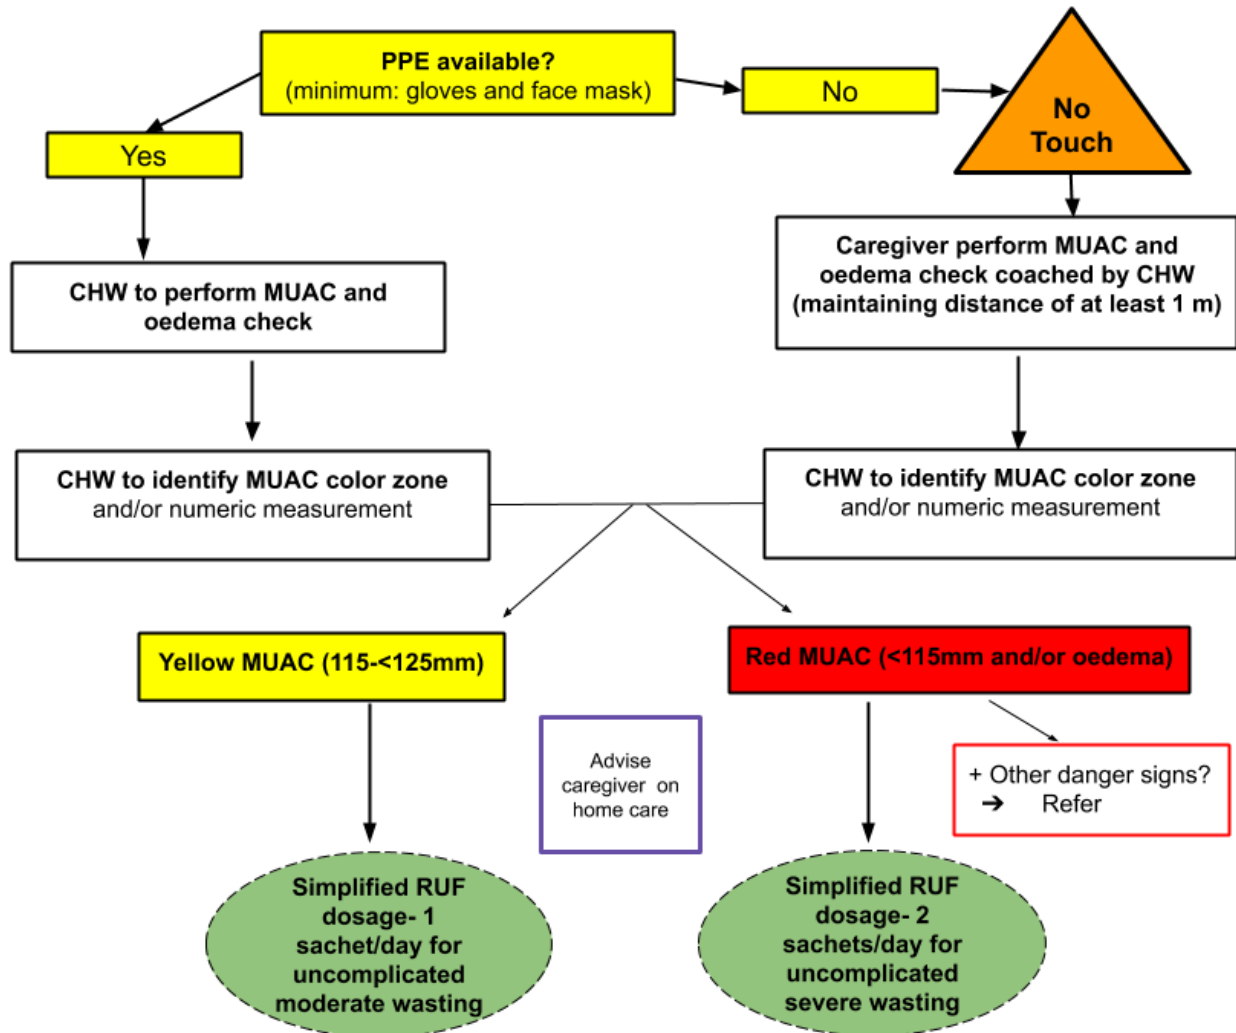 PPE available?
(minimum: gloves and face mask)
No
No
Touch
Yes
Caregiver perform MUAC and
oedema check coached by CHW
(maintaining distance of at least 1 m)
CHW to perform MUAC and
oedema check
CHW to identify MUAC color zone
and/or numeric measurement
CHW to identify MUAC color zone
and/or numeric measurement
Yellow MUAC (115-<125mm)
Red MUAC (<115mm and/or oedema)
Advise
caregiver on
home care
+ Other danger signs?
➔ Refer
Simplified RUF
dosage- 1
sachet/day for
uncomplicated
moderate wasting
Simplified RUF
dosage- 2
sachets/day for
uncomplicated
severe wasting